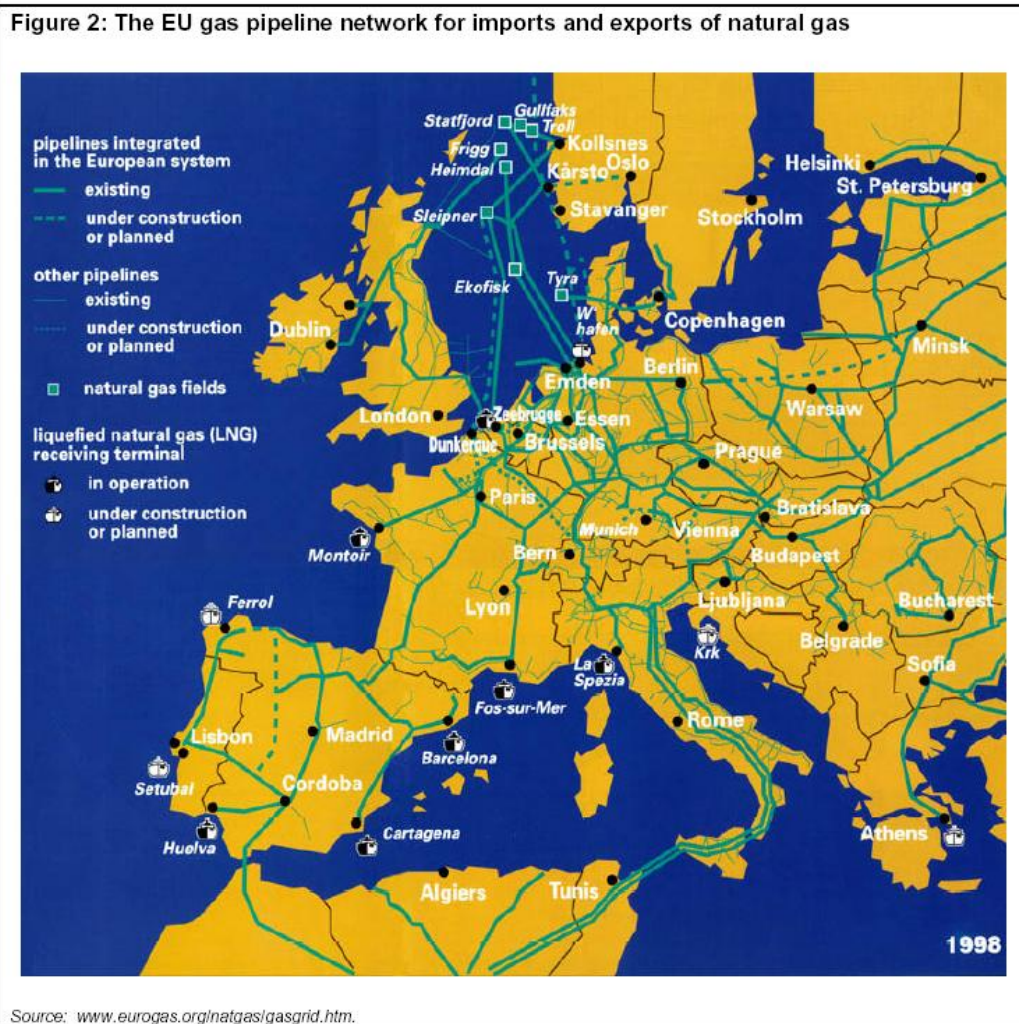 Figure 2: The EU gas pipeline network for imports and exports of natural gas
pipelines integrated
in the European system
existing
under construction
or planned
other pipelines
existing
under construction
or planned
natural gas fields
liquefied natural gas (LNG)
receiving terminal
in operation
under construction
or planned
Statfjord
Gullfaks
Troll
Frigg
Heimdal
Kollsnes
Kårsto
Oslo
Helsinki
St. Petersburg
Sleipner
Stavanger
Stockholm
Ekofisk
Tyra
W'
hafen
Copenhagen
Dublin
Minsk
Emden
Berlin
Warsaw
London
Zeebrugge
Essen
Dunkerque
Brussels
Prague
Paris
Bratislava
Montoir
Munich
Vienna
Bern
Budapest
Lyon
Ljubljana
Bucharest
Ferrol
Krk
Belgrade
La
Spezia
Sofia
Fos-sur-Mer
Lisbon
Madrid
Rome
Barcelona
Setubal
Cordoba
Huelva
Cartagena
Athens
Algiers
Tunis
1998
Source: www.eurogas.org/natgas/gasgrid.htm.